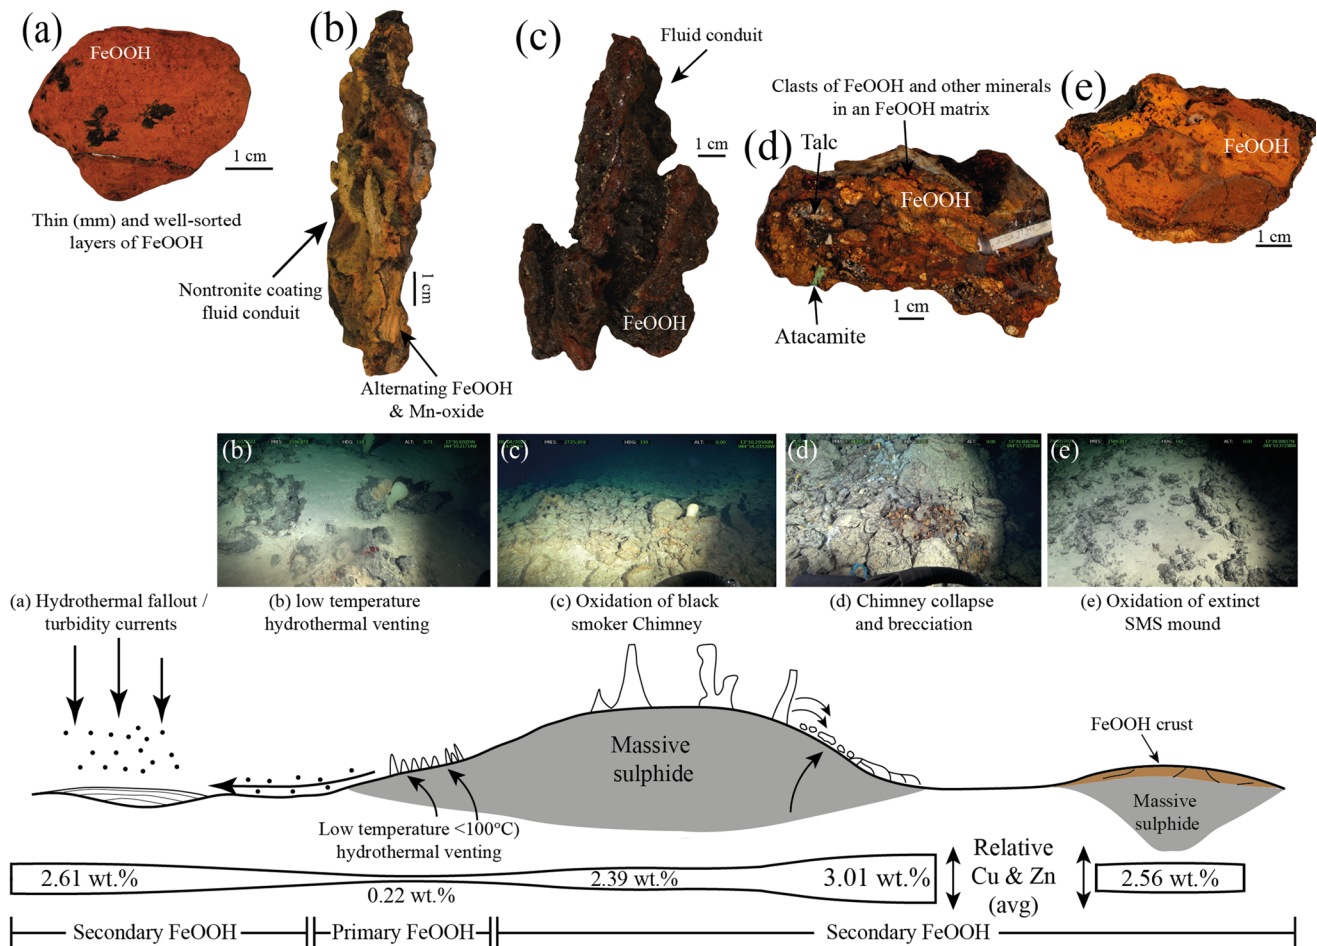 (a)
FeOOH
1 cm
Thin (mm) and well-sorted
layers of FeOOH
(b)
Nontronite coating
fluid conduit
1 cm
Alternating FeOOH
& Mn-oxide
(c)
Fluid conduit
1 cm
FeOOH
Clasts of FeOOH and other minerals
in an FeOOH matrix
(d)
Talc
FeOOH
Atacamite
1 cm
(e)
FeOOH
1 cm
(b)
(c)
(d)
(e)
(a) Hydrothermal fallout /
turbidity currents
(b) low temperature
hydrothermal venting
(c) Oxidation of black
smoker Chimney
(d) Chimney collapse
and brecciation
(e) Oxidation of extinct
SMS mound
Massive
sulphide
FeOOH crust
Massive
sulphide
Low temperature <100°C)
hydrothermal venting
2.61 wt.%
0.22 wt.%
2.39 wt.%
3.01 wt.%
Relative
Cu & Zn
(avg)
2.56 wt.%
Secondary FeOOH
Primary FeOOH
Secondary FeOOH